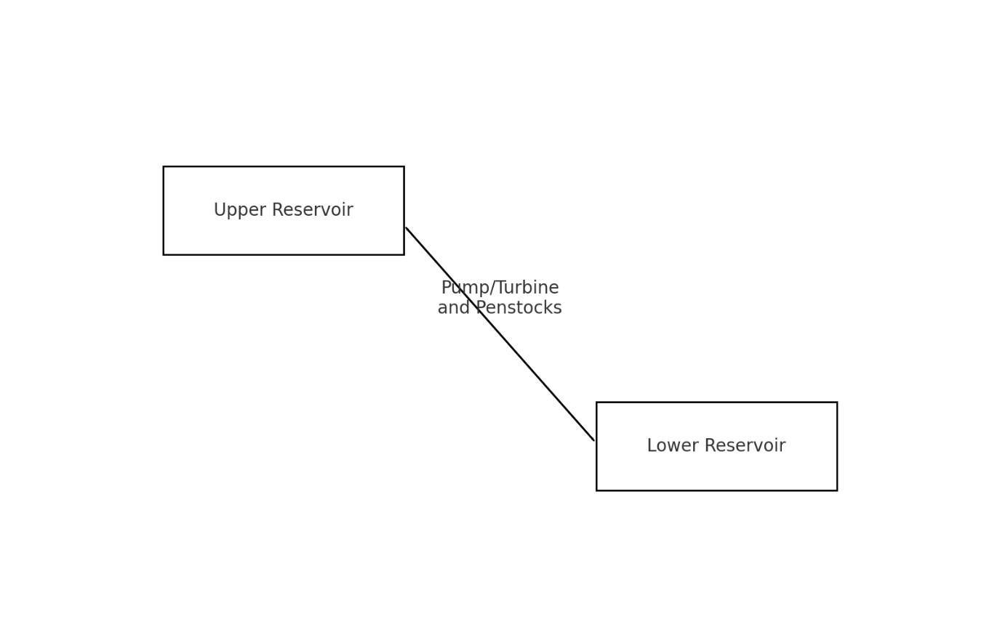 Upper Reservoir
Pump/Turbine
and Penstocks
Lower Reservoir